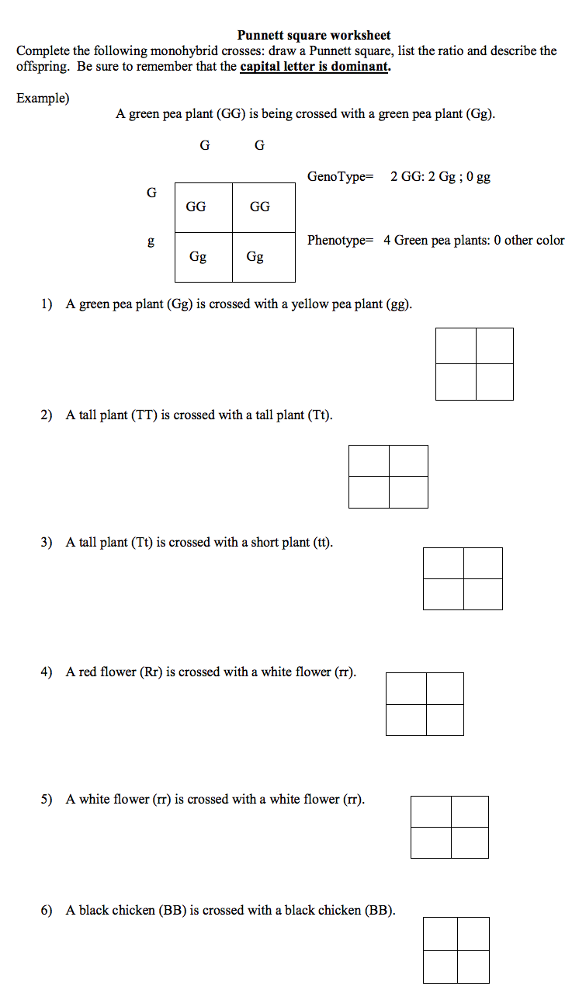 Punnett square worksheet
Complete the following monohybrid crosses: draw a Punnett square, list the ratio and describe the
offspring.  Be sure to remember that the capital letter is dominant.
Example)
A green pea plant (GG) is being crossed with a green pea plant (Gg).
G G
GenoType= 2 GG: 2 Gg ; 0 gg
G
GG GG
g
Phenotype= 4 Green pea plants: 0 other color
Gg Gg
1) A green pea plant (Gg) is crossed with a yellow pea plant (gg).
2) A tall plant (TT) is crossed with a tall plant (Tt).
3) A tall plant (Tt) is crossed with a short plant (tt).
4) A red flower (Rr) is crossed with a white flower (rr).
5) A white flower (rr) is crossed with a white flower (rr).
6) A black chicken (BB) is crossed with a black chicken (BB).